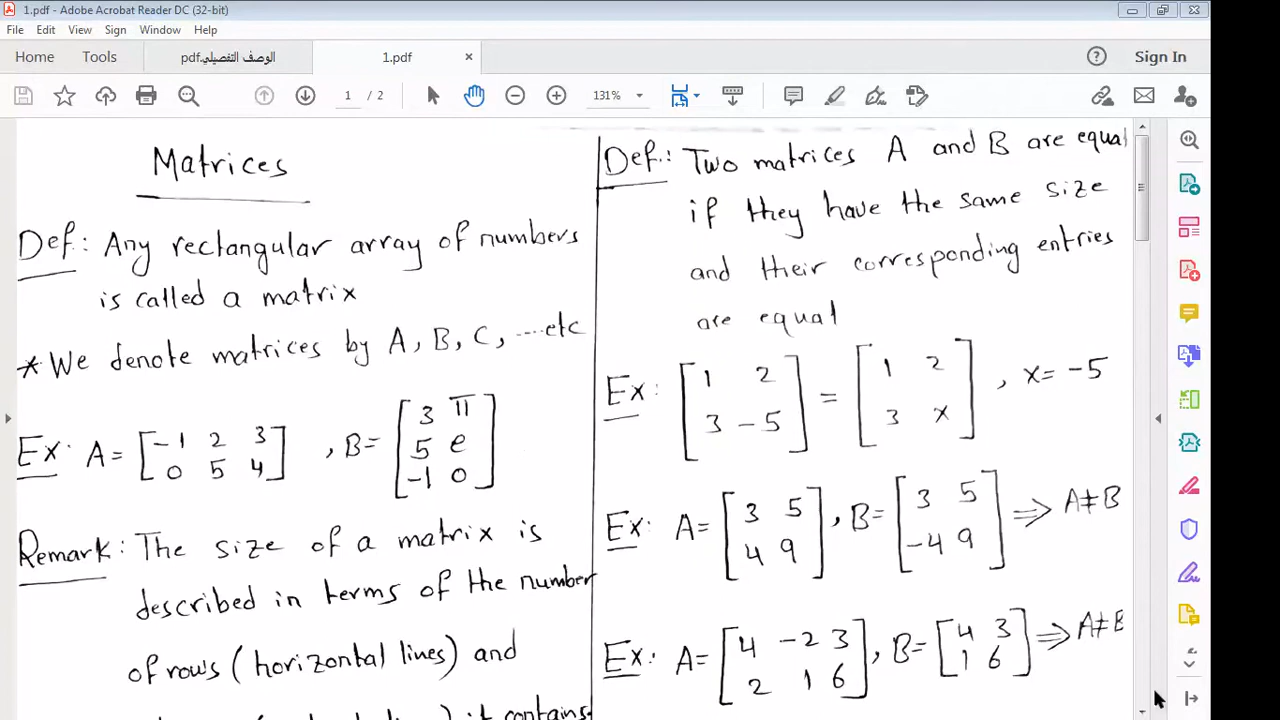 1.pdf - Adobe Acrobat Reader DC (32-bit)
File Edit View Sign Window Help
Home Tools الوصف التفصيلي.pdf 1.pdf × Sign In
1 / 2 131%
Matrices
Def: Any rectangular array of numbers
is called a matrix
* We denote matrices by A, B, C, ....etc
Ex: A = [-1 2 3
0 5 4] , B = [3 π
5 e
-1 0]
Remark: The size of a matrix is
described in terms of the number
of rows (horizontal lines) and
it contains.
Def.: Two matrices A and B are equal
if they have the same size
and their corresponding entries
are equal
Ex: [1 2
3 -5] = [1 2
3 x] , x = -5
Ex: A = [3 5
4 9] , B = [3 5
-4 9] ⇒ A ≠ B
Ex: A = [4 -2 3
2 1 6] , B = [4 3
1 6] ⇒ A ≠ B